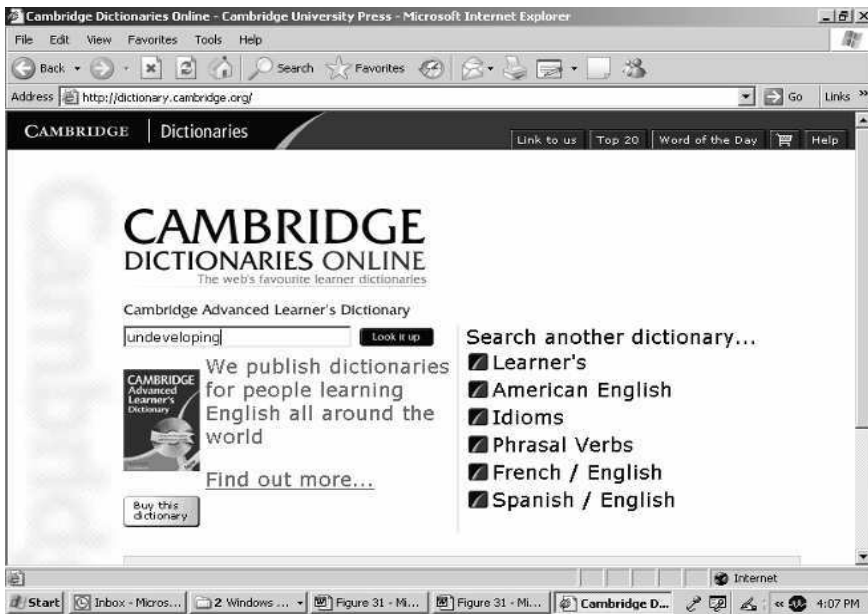 Cambridge Dictionaries Online - Cambridge University Press - Microsoft Internet Explorer
File Edit View Favorites Tools Help
Back Search Favorites
Address http://dictionary.cambridge.org/ Go Links »
CAMBRIDGE Dictionaries
Link to us Top 20 Word of the Day Help
Cambridge
CAMBRIDGE
DICTIONARIES ONLINE
The web's favourite learner dictionaries
Cambridge Advanced Learner's Dictionary
undeveloping Look it up
CAMBRIDGE
Advanced
Learner's
Dictionary
We publish dictionaries
for people learning
English all around the
world
Find out more...
Buy this
dictionary
Search another dictionary...
Learner's
American English
Idioms
Phrasal Verbs
French / English
Spanish / English
Internet
Start Inbox - Micros... 2 Windows ... Figure 31 - Mi... Figure 31 - Mi... Cambridge D... « 4:07 PM